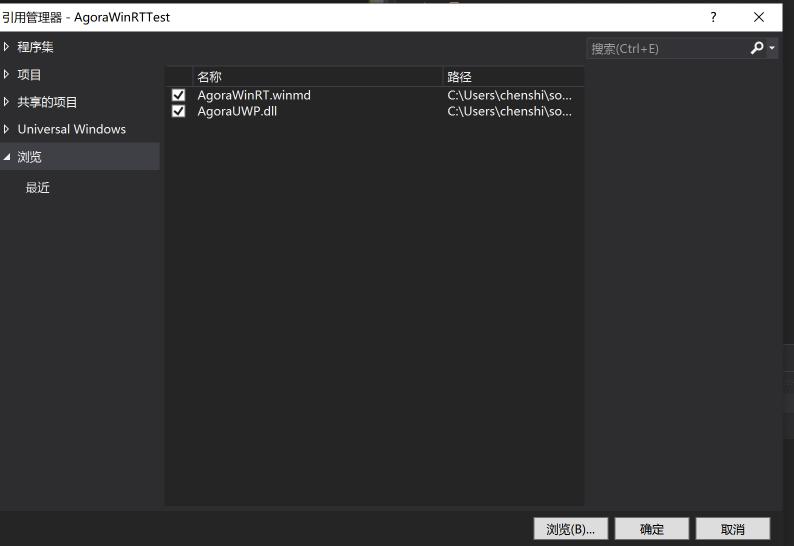 引用管理器 - AgoraWinRTTest
?
程序集
项目
共享的项目
Universal Windows
浏览
最近
搜索(Ctrl+E)
名称 路径
AgoraWinRT.winmd C:\Users\chenshi\so...
AgoraUWP.dll C:\Users\chenshi\so...
浏览(B)... 确定 取消